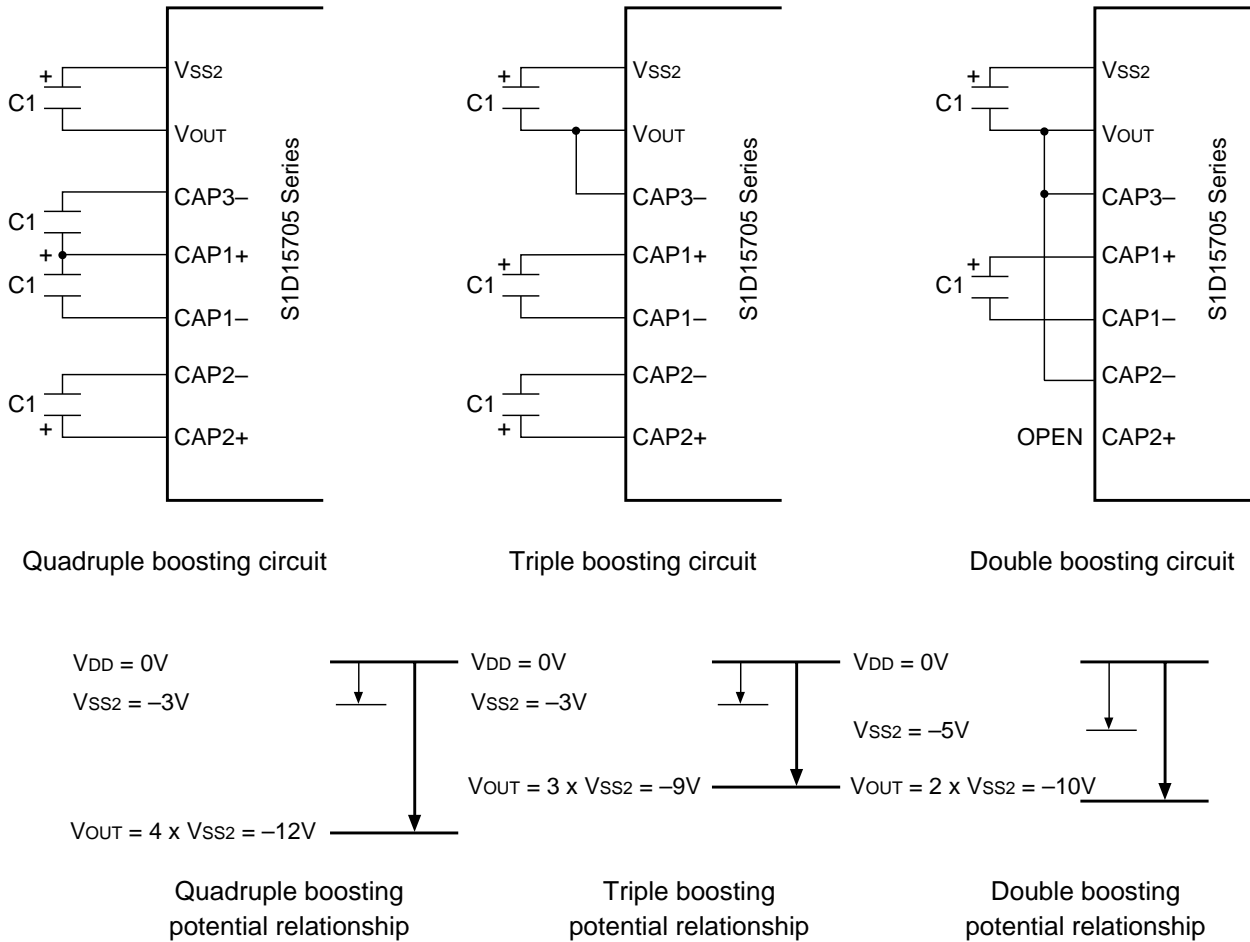 VSS2
+
C1
VOUT
CAP3–
C1
+
CAP1+
C1
CAP1–
CAP2–
C1
+
CAP2+
S1D15705 Series
VSS2
+
C1
VOUT
CAP3–
CAP1+
+
C1
CAP1–
CAP2–
C1
+
CAP2+
S1D15705 Series
VSS2
+
C1
VOUT
CAP3–
CAP1+
+
C1
CAP1–
CAP2–
OPEN
CAP2+
S1D15705 Series
Quadruple boosting circuit
Triple boosting circuit
Double boosting circuit
VDD = 0V
VSS2 = –3V
VOUT = 4 x VSS2 = –12V
VDD = 0V
VSS2 = –3V
VOUT = 3 x VSS2 = –9V
VDD = 0V
VSS2 = –5V
VOUT = 2 x VSS2 = –10V
Quadruple boosting
potential relationship
Triple boosting
potential relationship
Double boosting
potential relationship